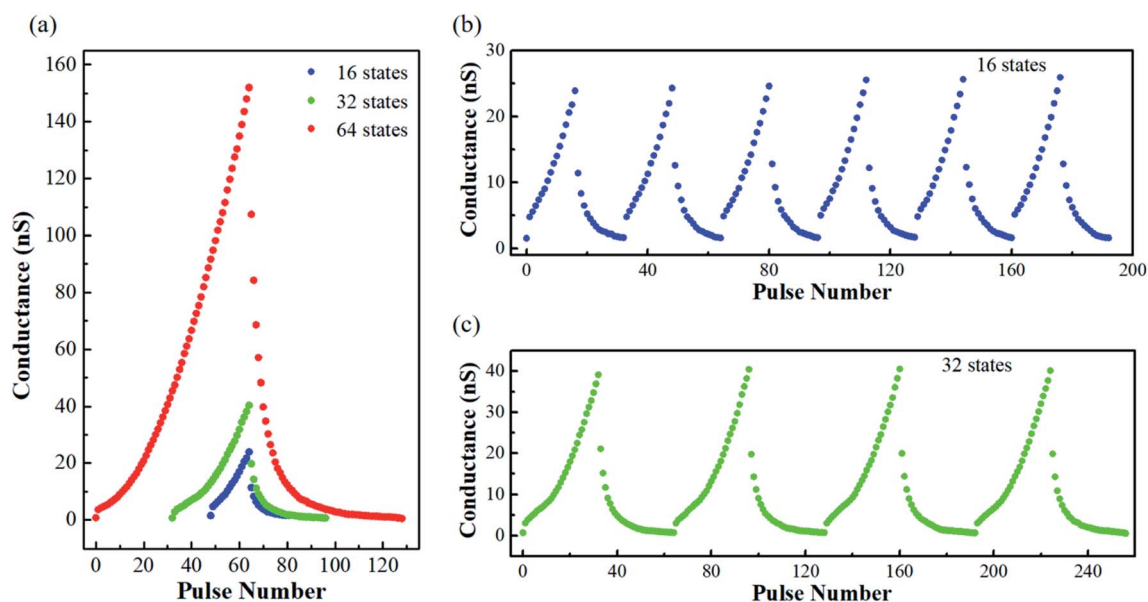 (a)
160
140
120
100
80
60
40
20
0
Conductance (nS)
16 states
32 states
64 states
0 20 40 60 80 100 120
Pulse Number
(b)
30
20
10
0
Conductance (nS)
16 states
0 40 80 120 160 200
Pulse Number
(c)
40
30
20
10
0
Conductance (nS)
32 states
0 40 80 120 160 200 240
Pulse Number